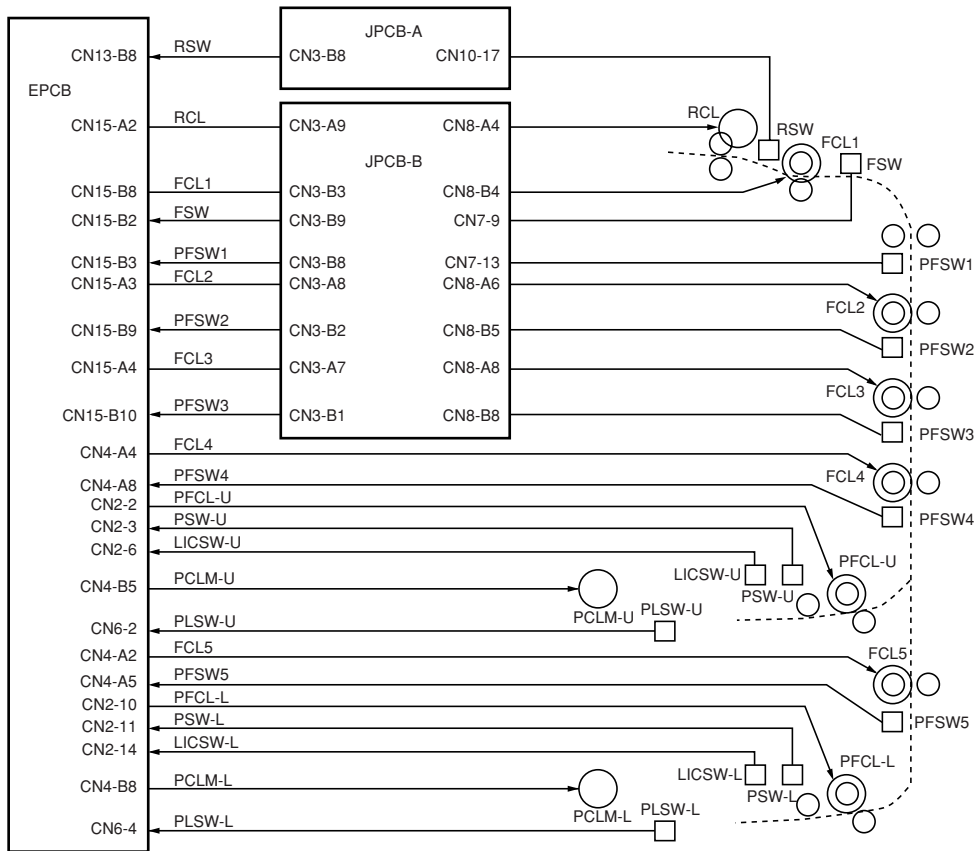 JPCB-A
CN13-B8 RSW CN3-B8 CN10-17
EPCB
RCL RSW FCL1 FSW
CN15-A2 RCL CN3-A9 CN8-A4
JPCB-B
CN15-B8 FCL1 CN3-B3 CN8-B4
CN15-B2 FSW CN3-B9 CN7-9
CN15-B3 PFSW1 CN3-B8 CN7-13 PFSW1
CN15-A3 FCL2 CN3-A8 CN8-A6 FCL2
CN15-B9 PFSW2 CN3-B2 CN8-B5 PFSW2
CN15-A4 FCL3 CN3-A7 CN8-A8 FCL3
CN15-B10 PFSW3 CN3-B1 CN8-B8 PFSW3
CN4-A4 FCL4 FCL4
CN4-A8 PFSW4 PFSW4
CN2-2 PFCL-U PFCL-U
CN2-3 PSW-U PSW-U
CN2-6 LICSW-U LICSW-U
CN4-B5 PCLM-U PCLM-U
CN6-2 PLSW-U PLSW-U
CN4-A2 FCL5 FCL5
CN4-A5 PFSW5 PFSW5
CN2-10 PFCL-L PFCL-L
CN2-11 PSW-L PSW-L
CN2-14 LICSW-L LICSW-L
CN4-B8 PCLM-L PCLM-L
CN6-4 PLSW-L PLSW-L